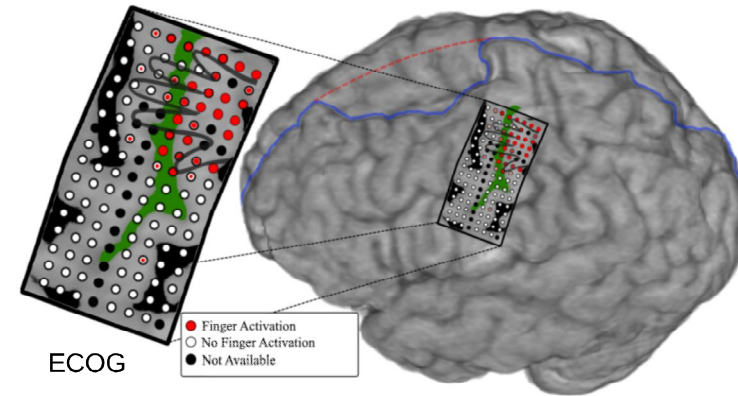 Finger Activation
No Finger Activation
Not Available
ECOG